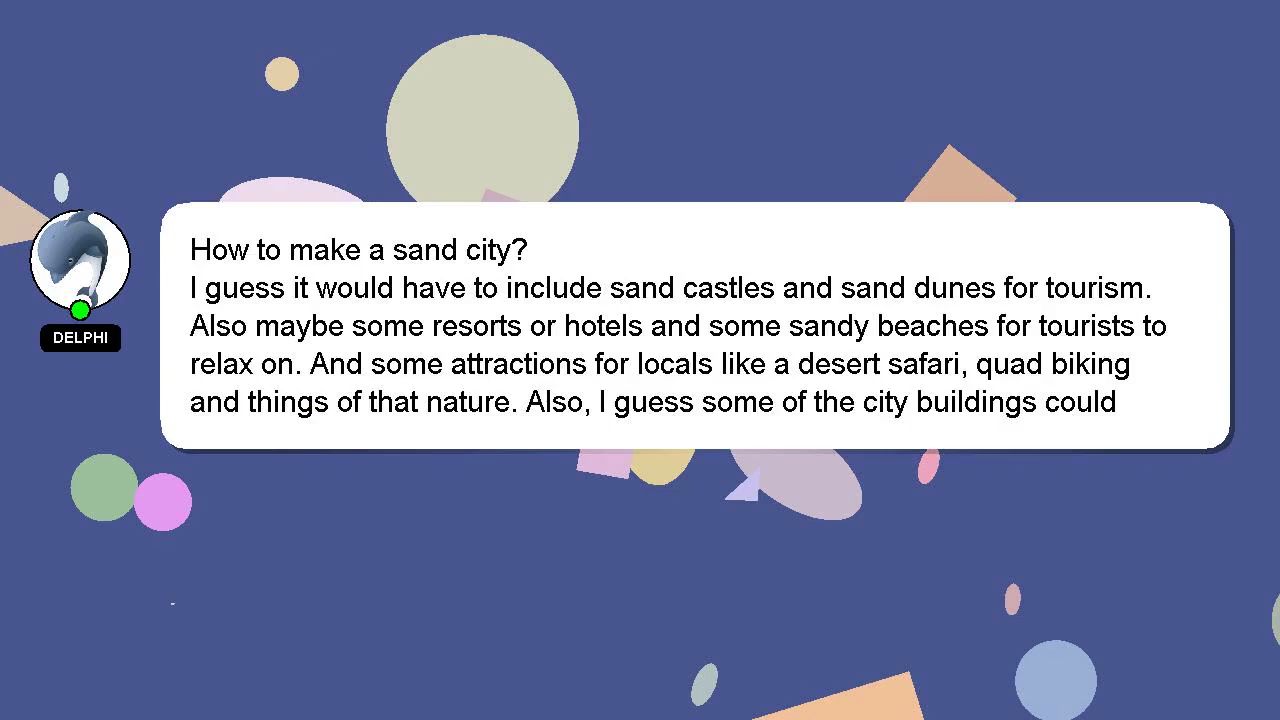 How to make a sand city?
I guess it would have to include sand castles and sand dunes for tourism.
Also maybe some resorts or hotels and some sandy beaches for tourists to
relax on. And some attractions for locals like a desert safari, quad biking
and things of that nature. Also, I guess some of the city buildings could
DELPHI